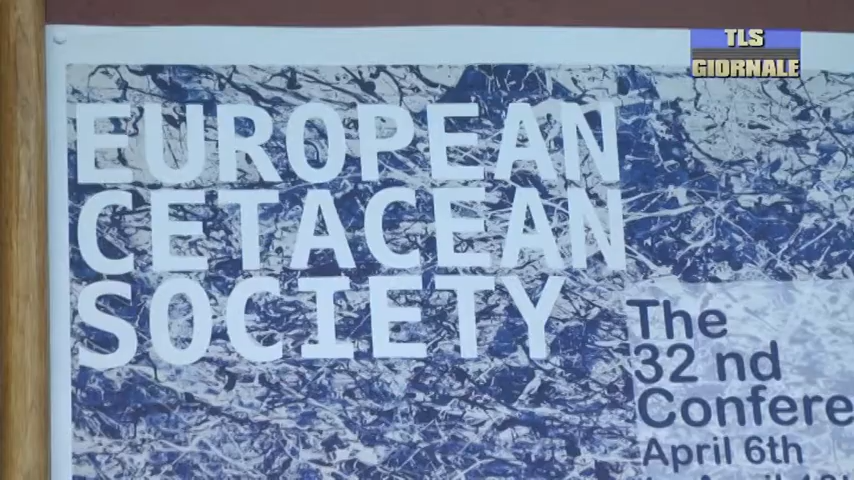 TLS
GIORNALE
EUROPEAN
CETACEAN
SOCIETY
The
32 nd
April 6th